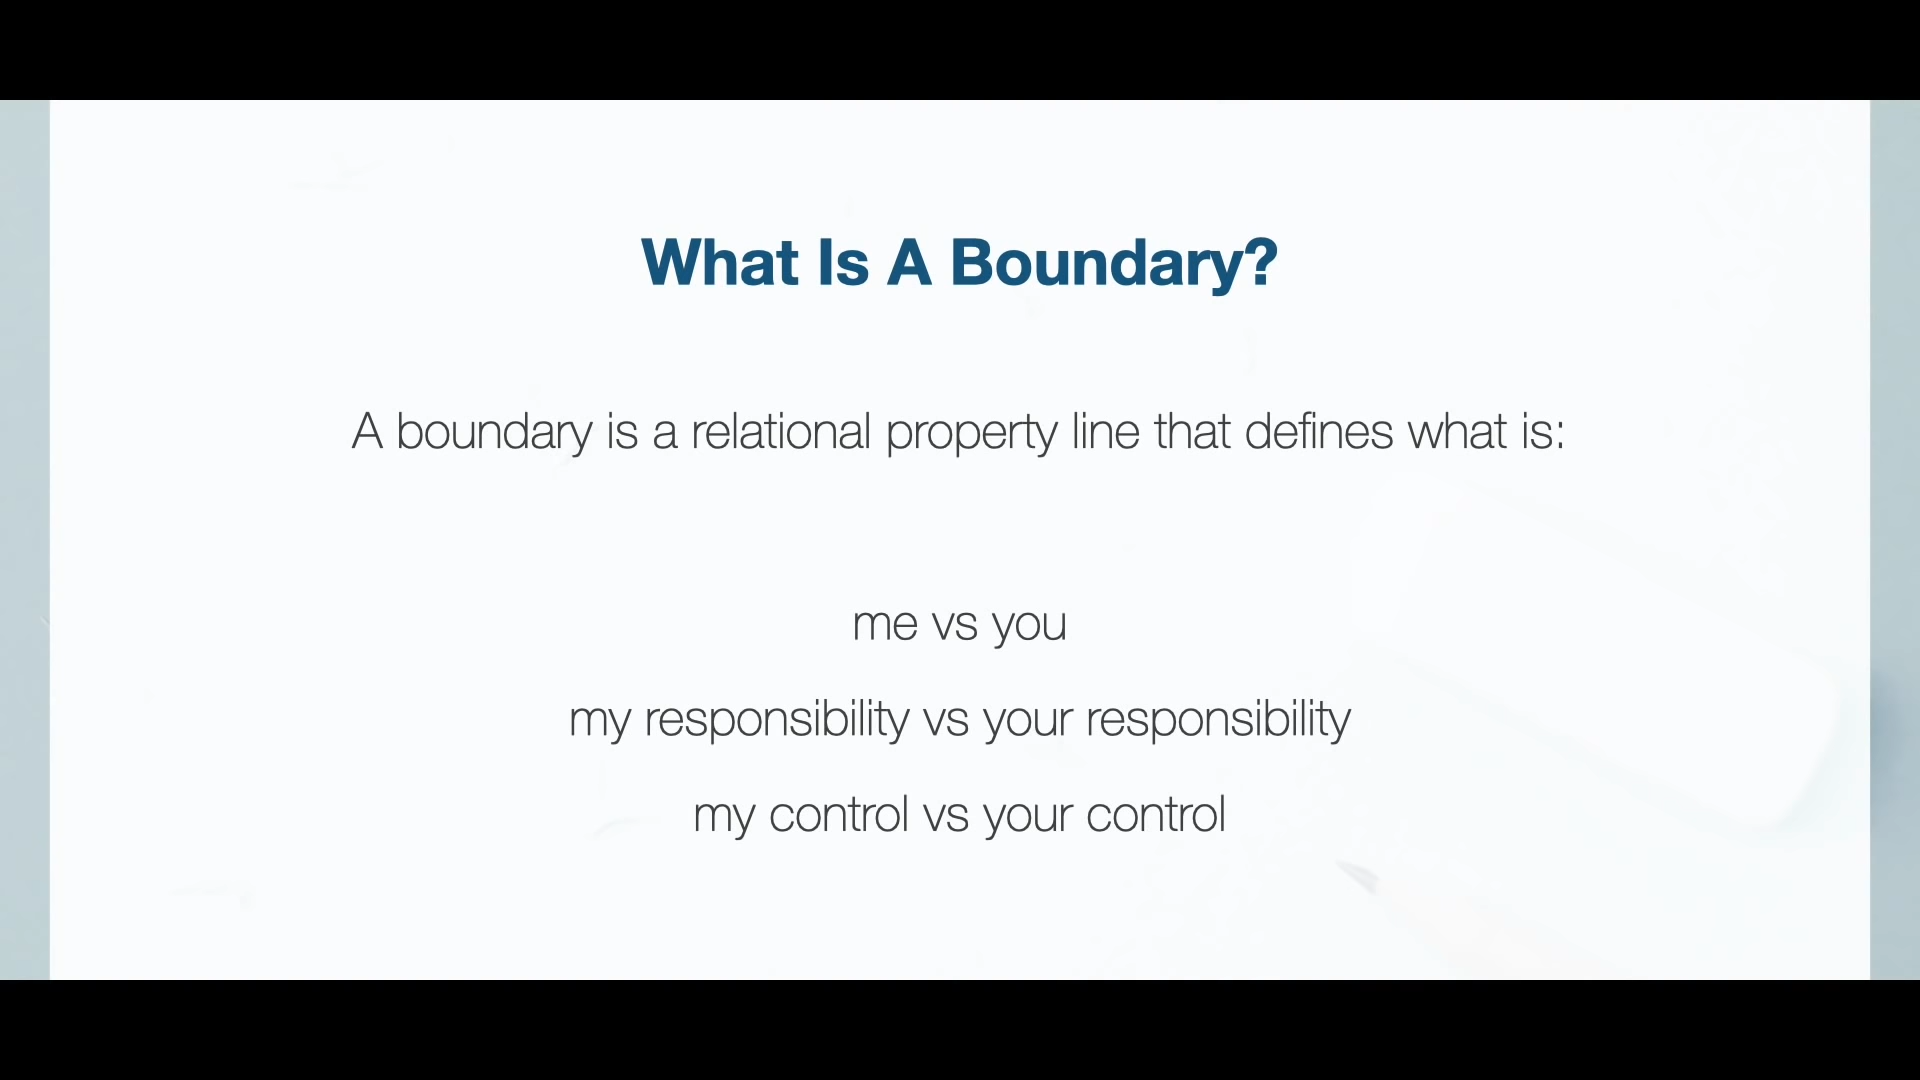 What Is A Boundary?
A boundary is a relational property line that defines what is:
me vs you
my responsibility vs your responsibility
my control vs your control